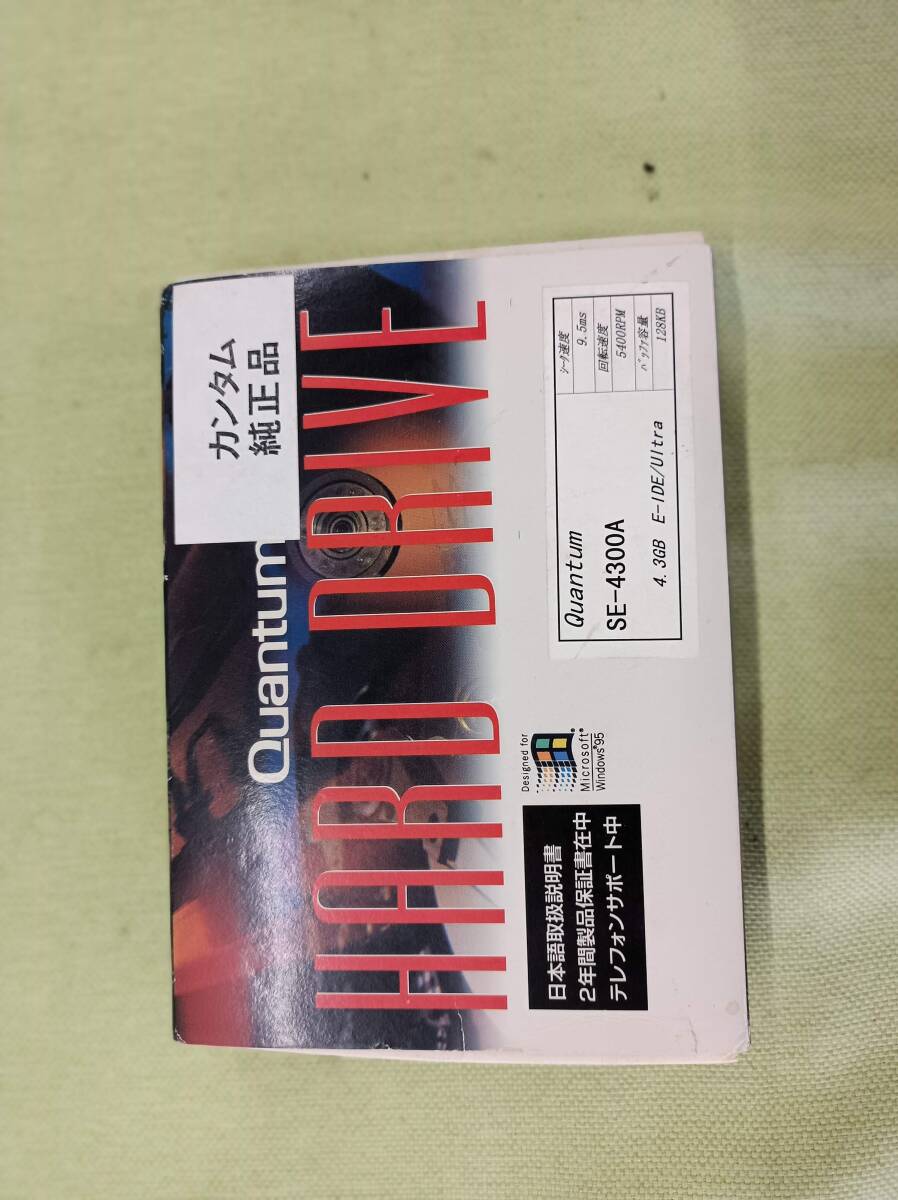 カンタム
純正品
Quantum
HARD DRIVE
Designed for
Microsoft®
Windows®95
日本語取扱説明書
2年間製品保証書在中
テレフォンサポート中
Quantum
SE-4300A
4.3GB E-IDE/Ultra
ｼｰｸ速度
9.5ms
回転速度
5400RPM
ﾊﾞｯﾌｧ容量
128KB